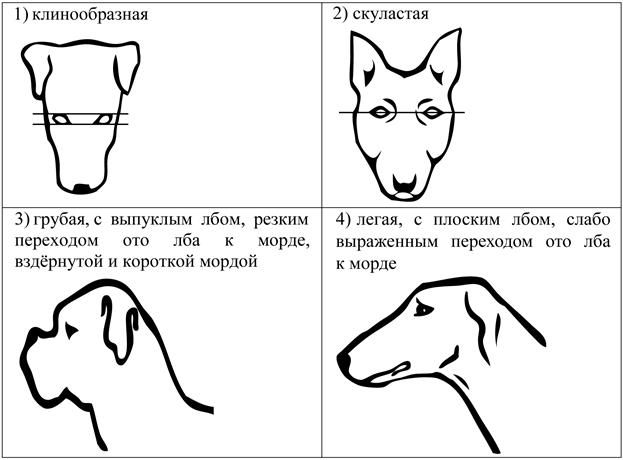 1) клинообразная
2) скуластая
3) грубая, с выпуклым лбом, резким
переходом ото лба к морде,
вздёрнутой и короткой мордой
4) легая, с плоским лбом, слабо
выраженным переходом ото лба
к морде